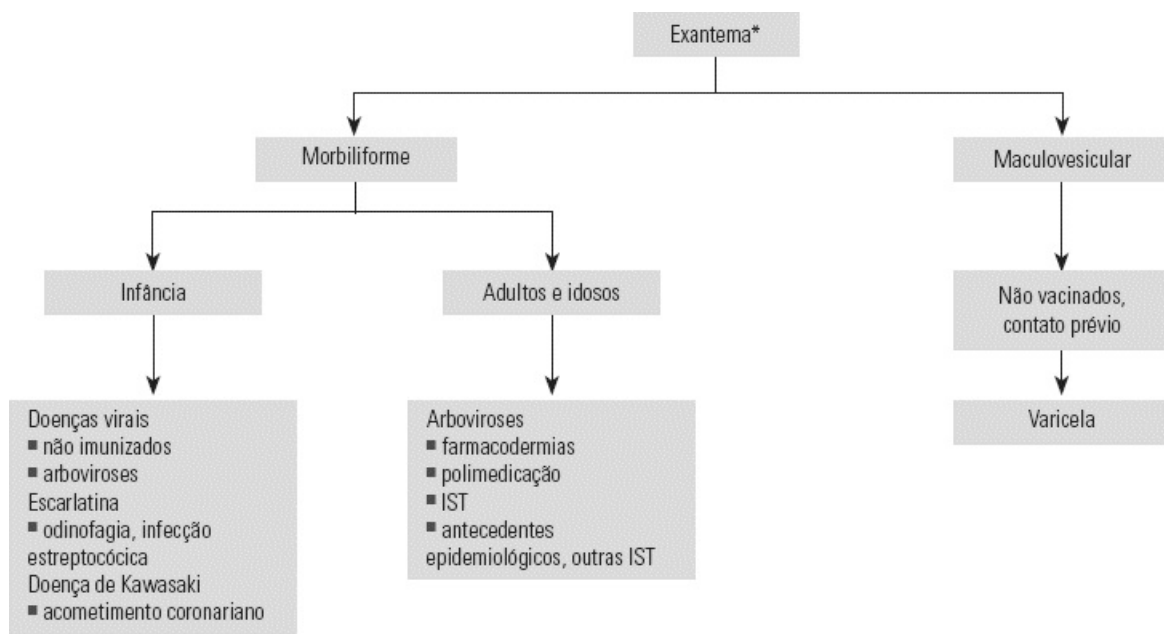 Exantema*
Morbiliforme
Maculovesicular
Infância
Adultos e idosos
Não vacinados,
contato prévio
Doenças virais
■ não imunizados
■ arboviroses
Escarlatina
■ odinofagia, infecção
estreptocócica
Doença de Kawasaki
■ acometimento coronariano
Arboviroses
■ farmacodermias
■ polimedicação
■ IST
■ antecedentes
epidemiológicos, outras IST
Varicela